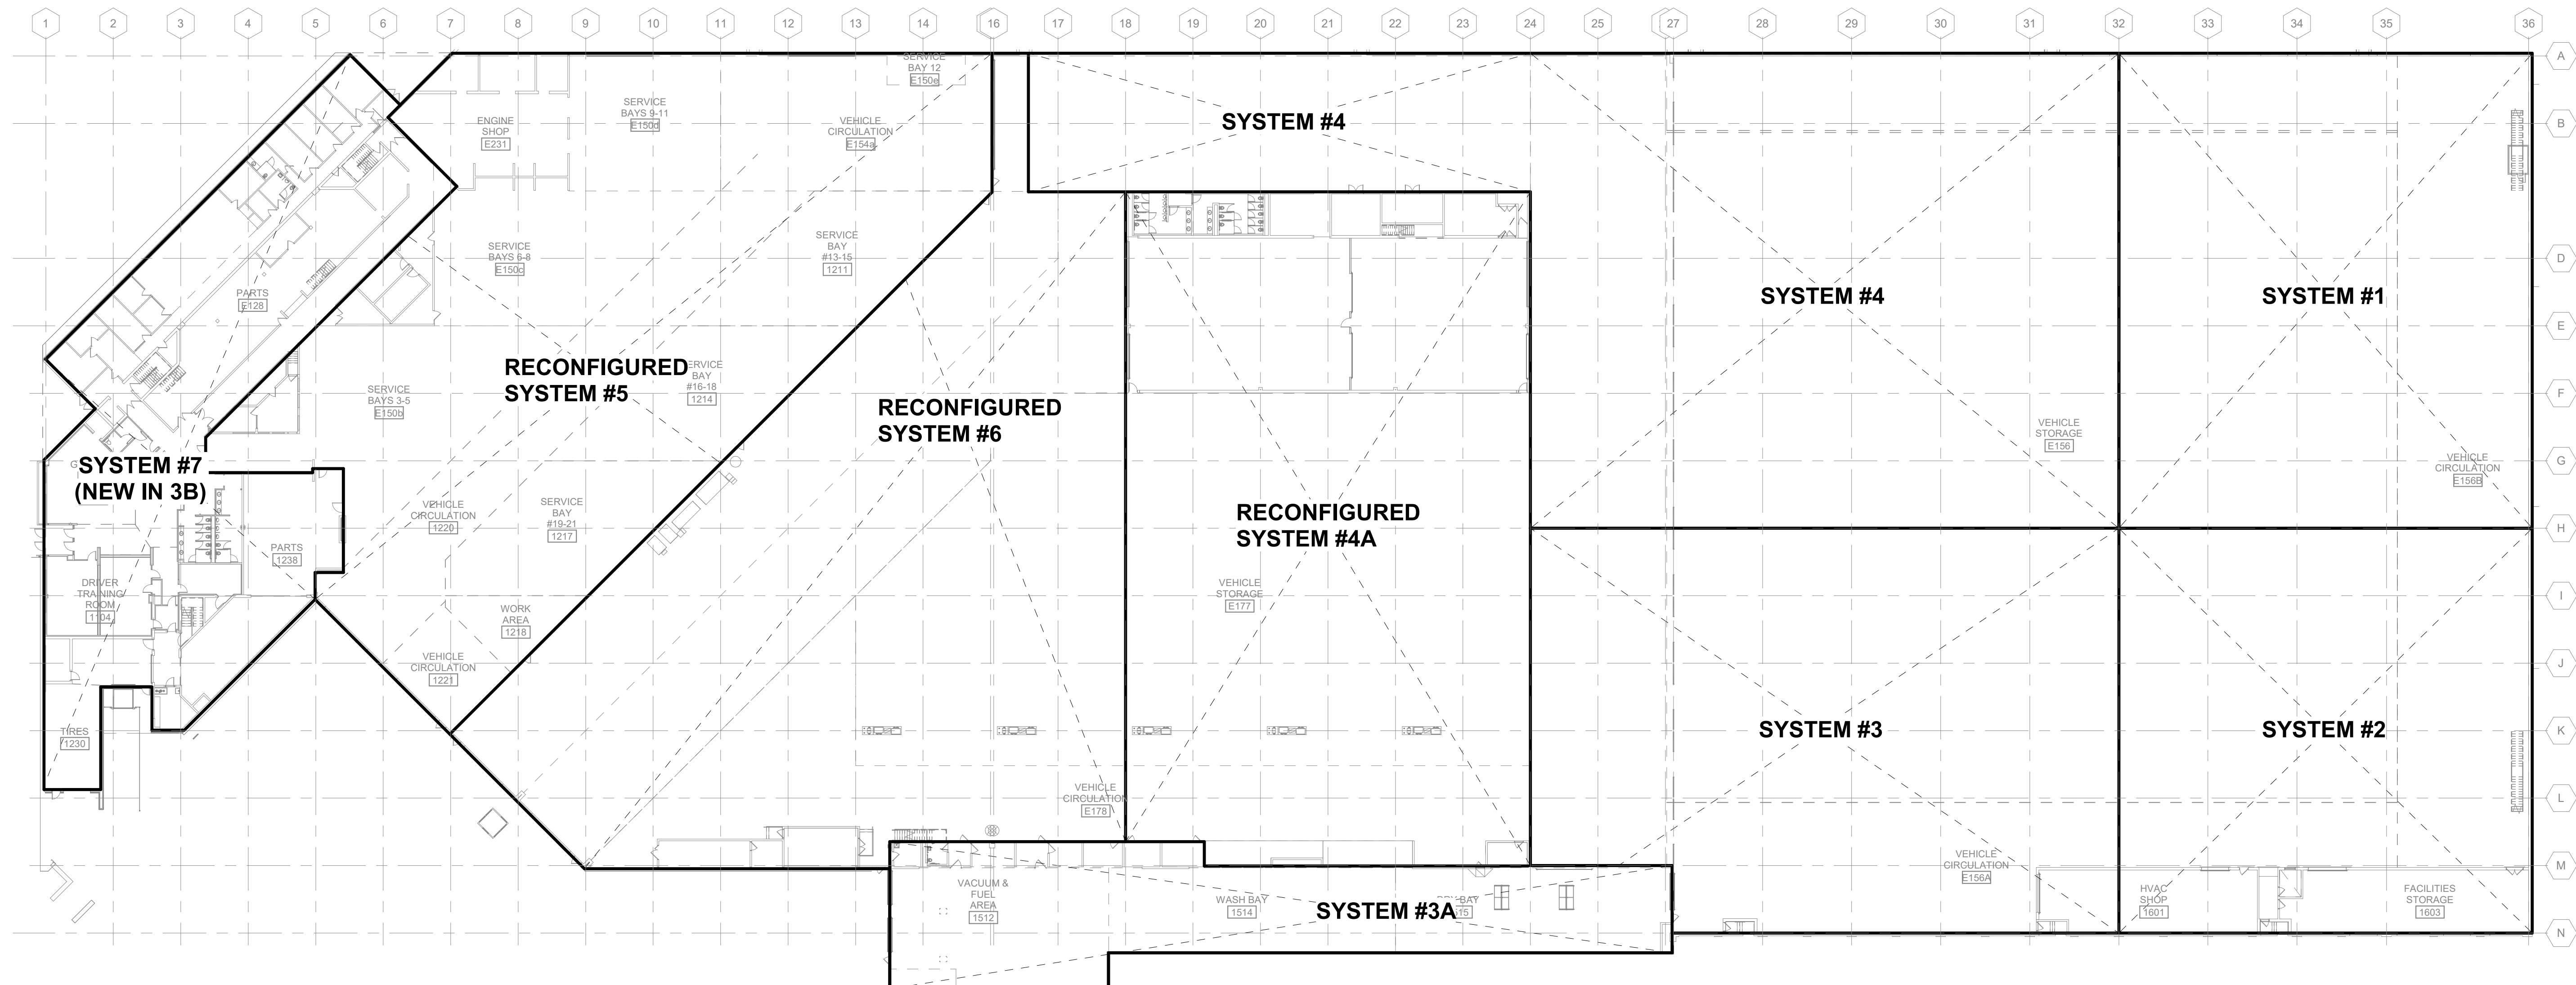 1 2 3 4 5 6 7 8 9 10 11 12 13 14 16 17 18 19 20 21 22 23 24 25 27 28 29 30 31 32 33 34 35 36
A
B
D
E
F
G
H
I
J
K
L
M
N
SERVICE
BAY 12
E150e
SERVICE
BAYS 9-11
E150d
ENGINE
SHOP
E231
VEHICLE
CIRCULATION
E154a
SYSTEM #4
SERVICE
BAYS 6-8
E150c
SERVICE
BAY
#13-15
1211
PARTS
E128
SYSTEM #4
SYSTEM #1
RECONFIGURED
SYSTEM #5
SERVICE
BAYS 3-5
E150b
BAY
#16-18
1214
RECONFIGURED
SYSTEM #6
VEHICLE
STORAGE
E156
VEHICLE
CIRCULATION
E156B
SYSTEM #7
(NEW IN 3B)
VEHICLE
CIRCULATION
1220
SERVICE
BAY
#19-21
1217
RECONFIGURED
SYSTEM #4A
PARTS
1238
DRIVER
TRAINING
ROOM
1104
VEHICLE
STORAGE
E177
WORK
AREA
1218
VEHICLE
CIRCULATION
1221
TIRES
1230
SYSTEM #3
SYSTEM #2
VEHICLE
CIRCULATION
E178
VACUUM &
FUEL
AREA
1512
WASH BAY
1514
SYSTEM #3A
BAY
VEHICLE
CIRCULATION
E156A
HVAC
SHOP
1601
FACILITIES
STORAGE
1603